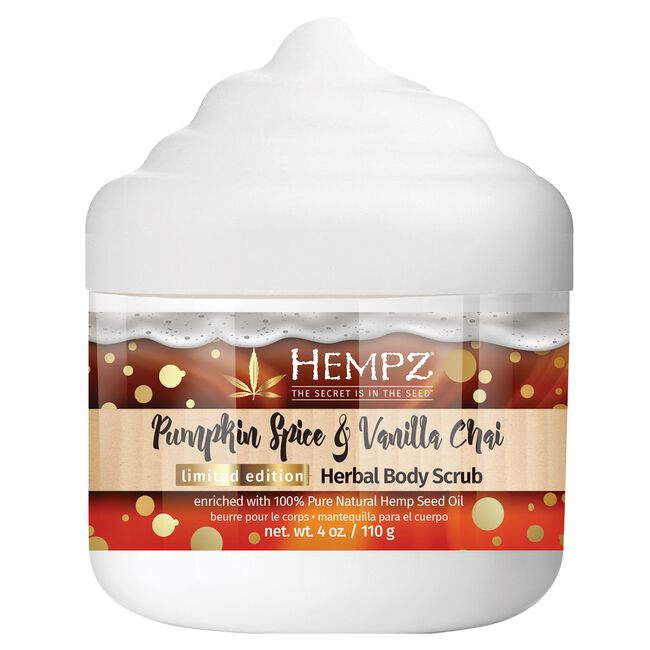 HEMPZ®
THE SECRET IS IN THE SEED™
Pumpkin Spice & Vanilla Chai
limited edition Herbal Body Scrub
enriched with 100% Pure Natural Hemp Seed Oil
beurre pour le corps • mantequilla para el cuerpo
net. wt. 4 oz. / 110 g